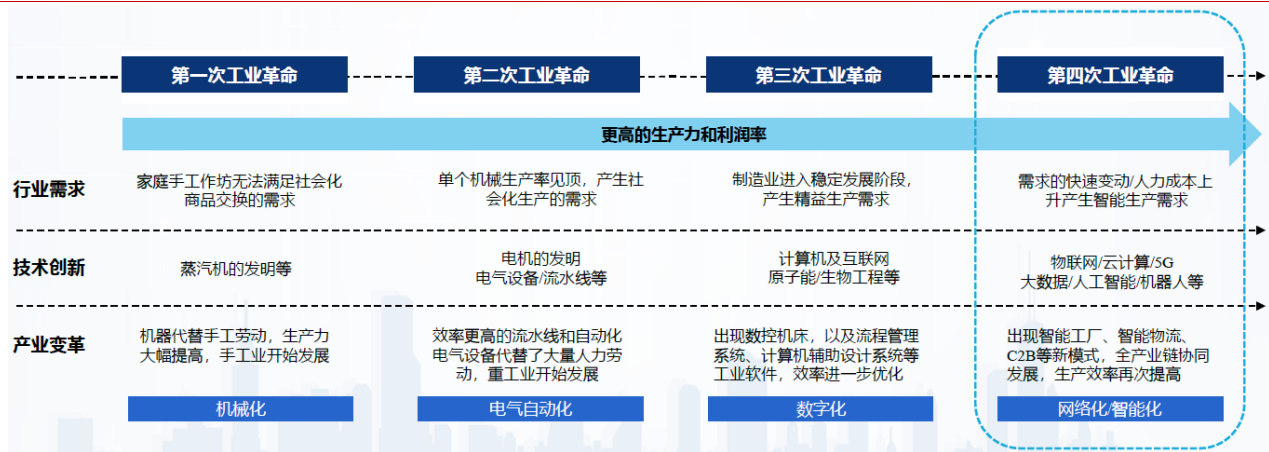 第一次工业革命
第二次工业革命
第三次工业革命
第四次工业革命
更高的生产力和利润率
行业需求
家庭手工作坊无法满足社会化
商品交换的需求
单个机械生产率见顶，产生社
会化生产的需求
制造业进入稳定发展阶段，
产生精益生产需求
需求的快速变动/人力成本上
升产生智能生产需求
技术创新
蒸汽机的发明等
电机的发明
电气设备/流水线等
计算机及互联网
原子能/生物工程等
物联网/云计算/5G
大数据/人工智能/机器人等
产业变革
机器代替手工劳动，生产力
大幅提高，手工业开始发展
效率更高的流水线和自动化
电气设备代替了大量人力劳
动，重工业开始发展
出现数控机床，以及流程管理
系统、计算机辅助设计系统等
工业软件，效率进一步优化
出现智能工厂、智能物流、
C2B等新模式，全产业链协同
发展，生产效率再次提高
机械化
电气自动化
数字化
网络化/智能化